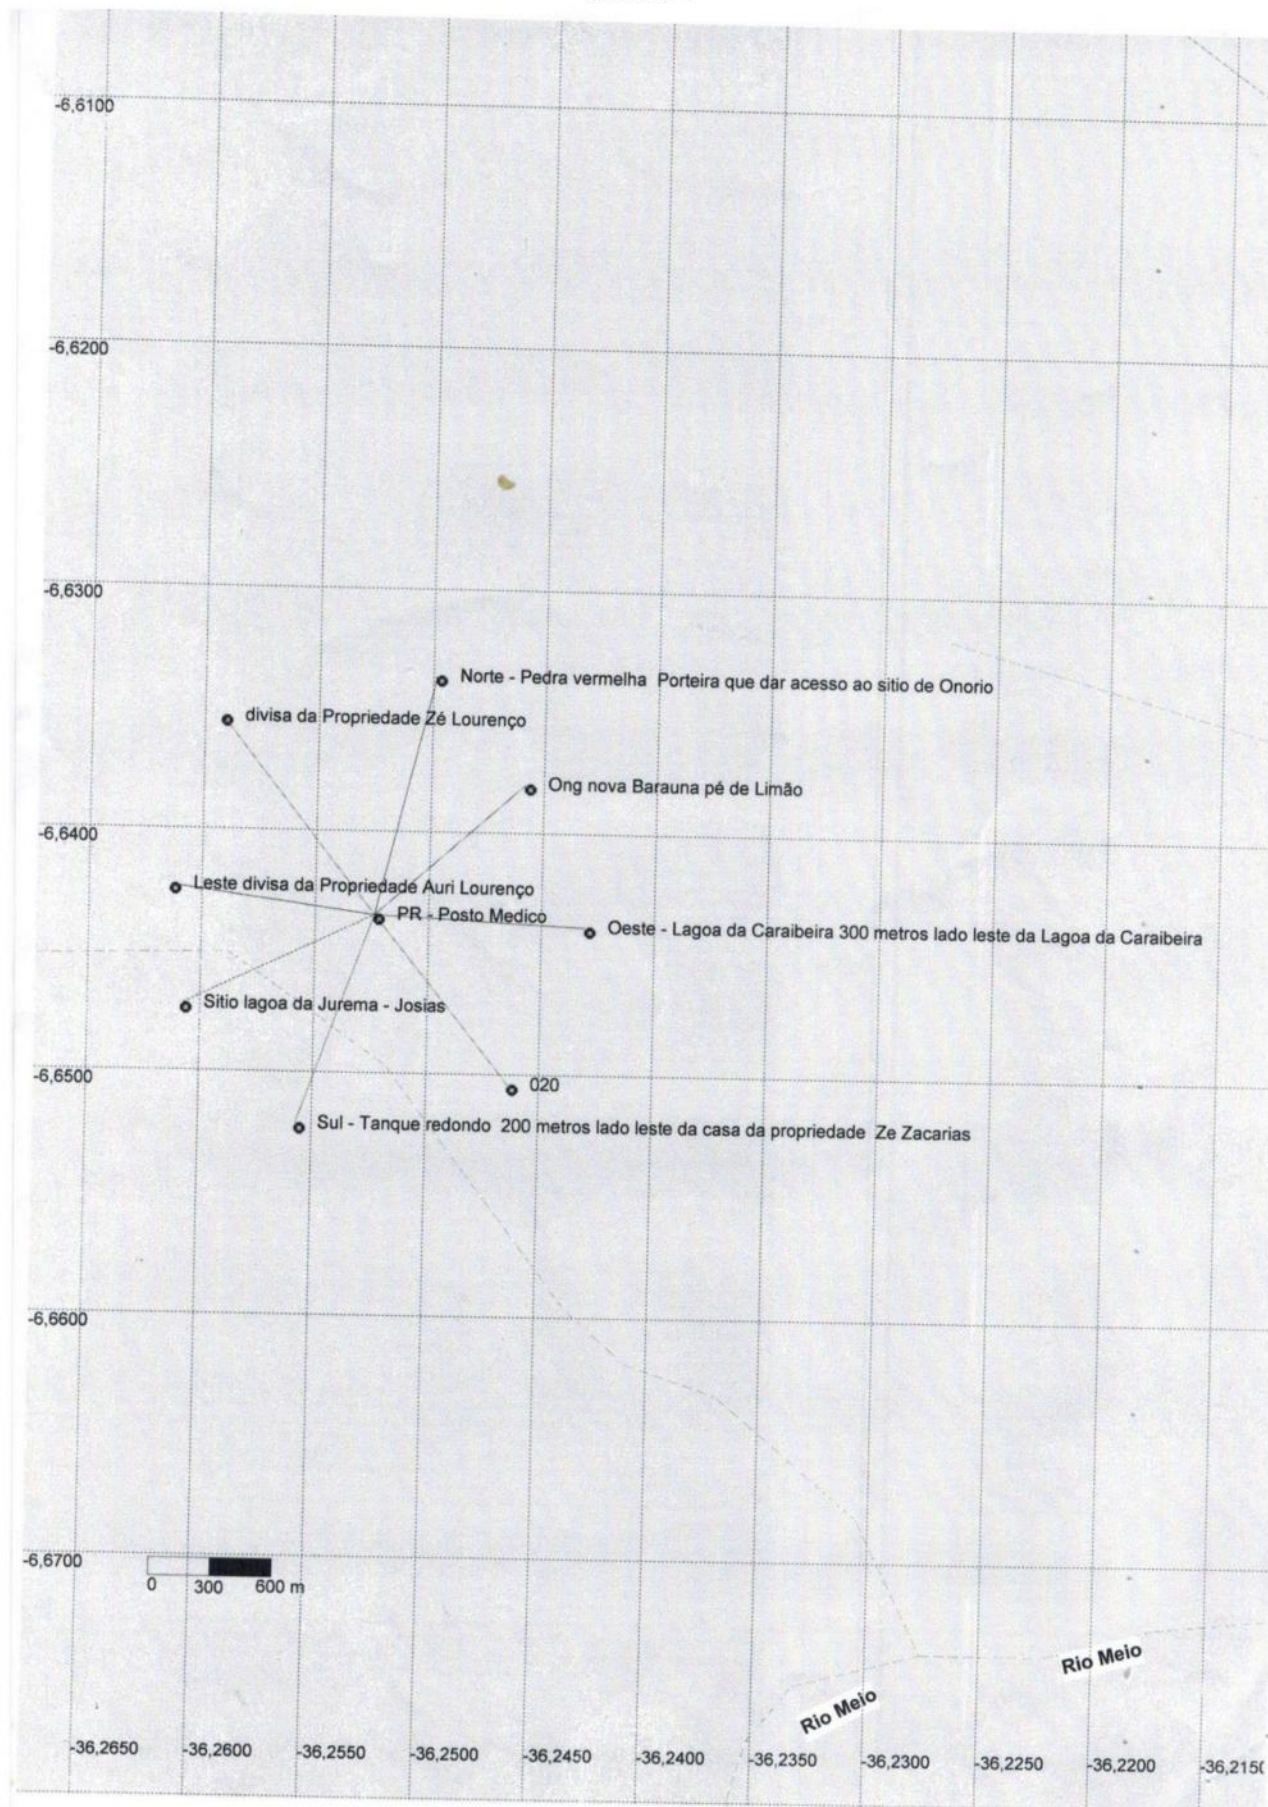 -6,6100
-6,6200
-6,6300
Norte - Pedra vermelha Porteira que dar acesso ao sitio de Onorio
divisa da Propriedade Zé Lourenço
Ong nova Barauna pé de Limão
-6,6400
Leste divisa da Propriedade Auri Lourenço
PR - Posto Medico
Oeste - Lagoa da Caraibeira 300 metros lado leste da Lagoa da Caraibeira
Sitio lagoa da Jurema - Josias
-6,6500
020
Sul - Tanque redondo 200 metros lado leste da casa da propriedade Ze Zacarias
-6,6600
-6,6700
0 300 600 m
Rio Meio
Rio Meio
-36,2650 -36,2600 -36,2550 -36,2500 -36,2450 -36,2400 -36,2350 -36,2300 -36,2250 -36,2200 -36,215